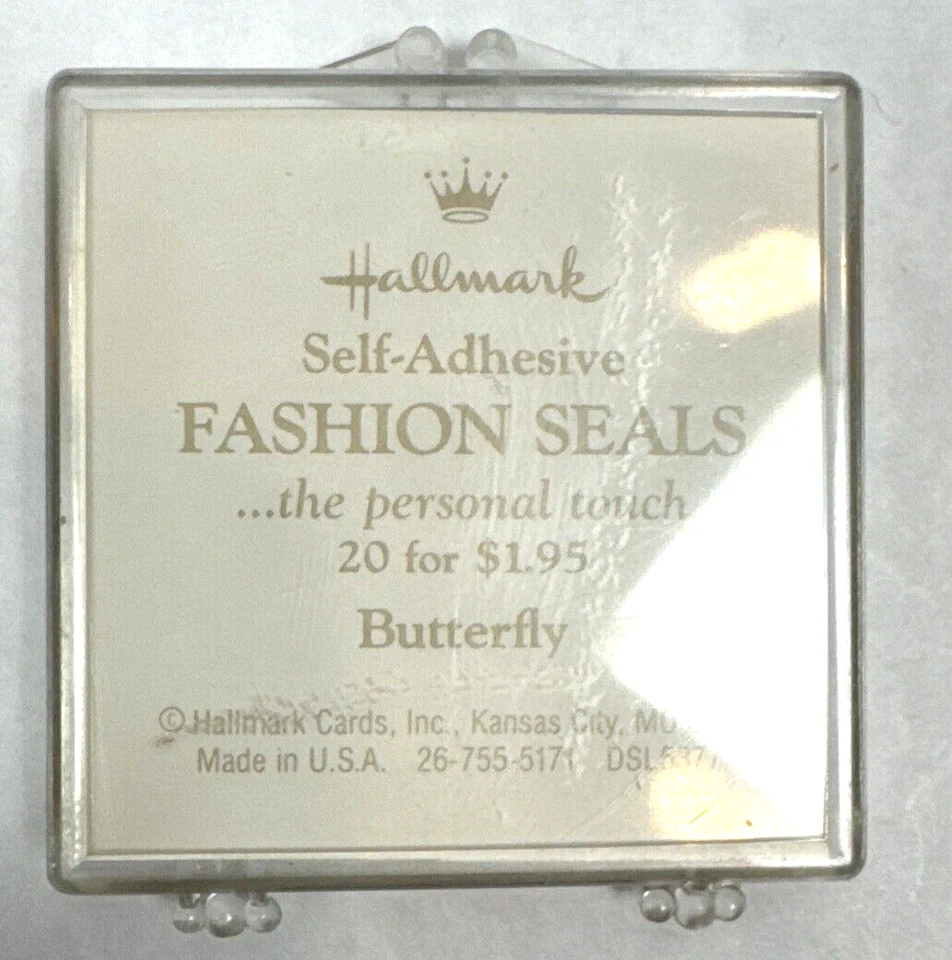 Hallmark
Self-Adhesive
FASHION SEALS
...the personal touch
20 for $1.95
Butterfly
© Hallmark Cards, Inc., Kansas City,
Made in U.S.A. 26-755-5171